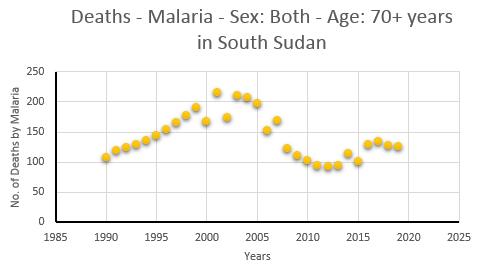 Deaths - Malaria - Sex: Both - Age: 70+ years
in South Sudan
No. of Deaths by Malaria
250
200
150
100
50
0
1985 1990 1995 2000 2005 2010 2015 2020 2025
Years